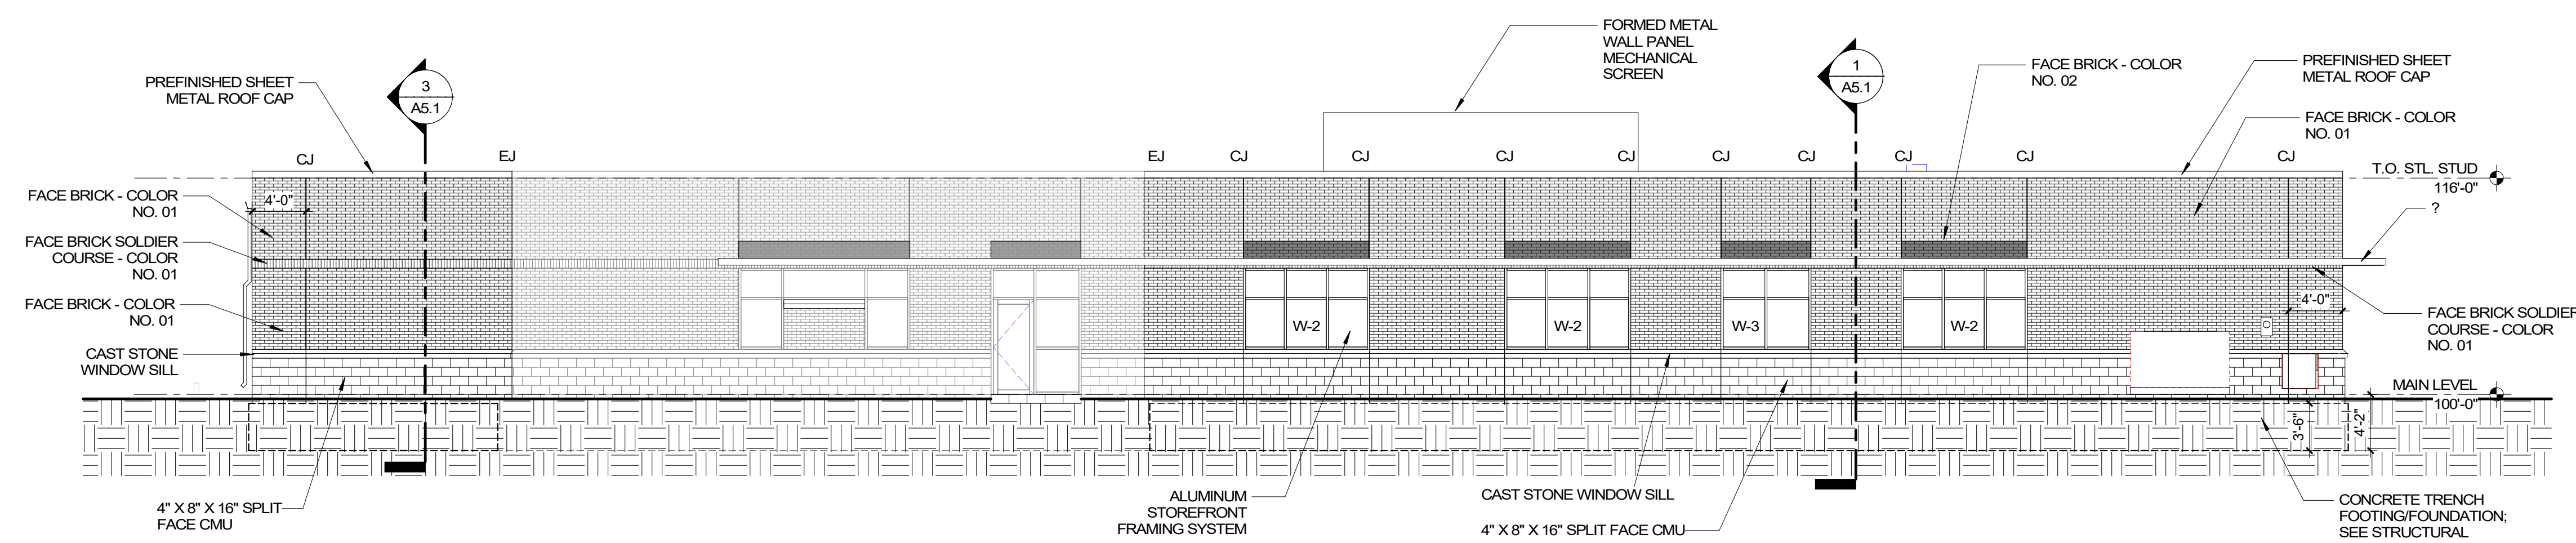 FORMED METAL
WALL PANEL
MECHANICAL
SCREEN
PREFINISHED SHEET
METAL ROOF CAP
3
A5.1
1
A5.1
FACE BRICK - COLOR
NO. 02
PREFINISHED SHEET
METAL ROOF CAP
FACE BRICK - COLOR
NO. 01
CJ
EJ
EJ
CJ
CJ
CJ
CJ
CJ
CJ
CJ
CJ
CJ
T.O. STL. STUD
116'-0"
?
FACE BRICK - COLOR
NO. 01
4'-0"
FACE BRICK SOLDIER
COURSE - COLOR
NO. 01
FACE BRICK - COLOR
NO. 01
CAST STONE
WINDOW SILL
W-2
W-2
W-3
W-2
4'-0"
FACE BRICK SOLDIER
COURSE - COLOR
NO. 01
MAIN LEVEL
100'-0"
3'-6"
4'-2"
4" X 8" X 16" SPLIT
FACE CMU
ALUMINUM
STOREFRONT
FRAMING SYSTEM
CAST STONE WINDOW SILL
4" X 8" X 16" SPLIT FACE CMU
CONCRETE TRENCH
FOOTING/FOUNDATION;
SEE STRUCTURAL